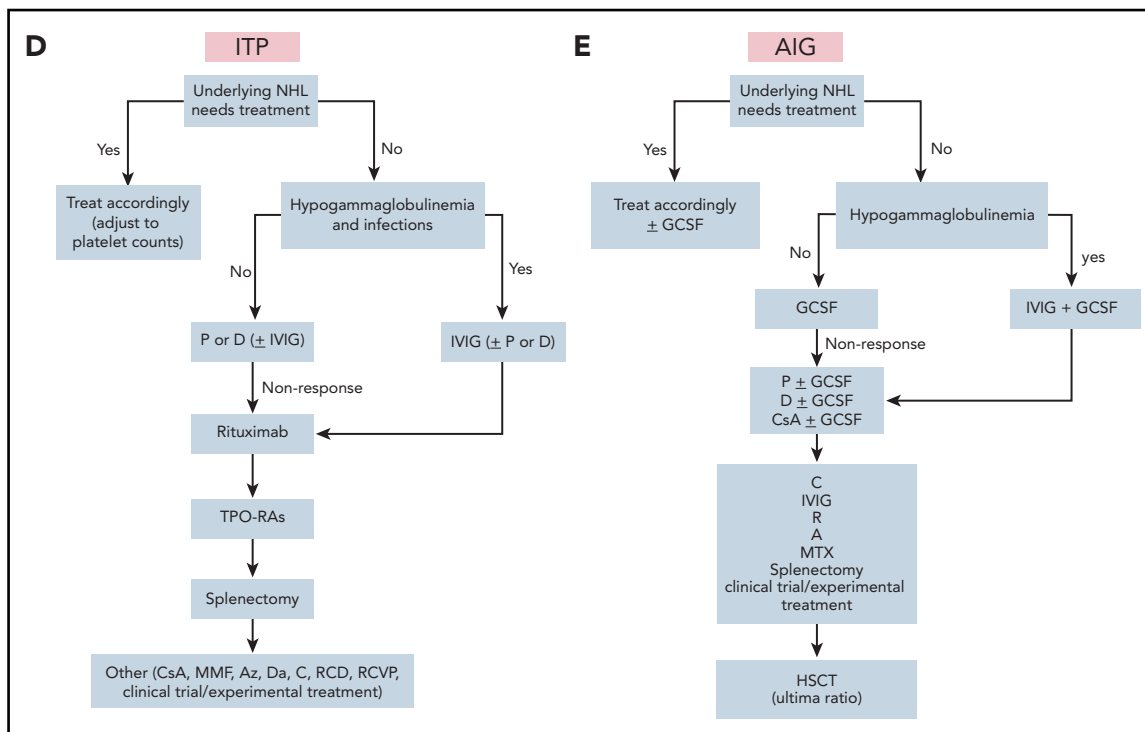 D
ITP
Underlying NHL
needs treatment
Yes
No
Treat accordingly
(adjust to
platelet counts)
Hypogammaglobulinemia
and infections
No
Yes
P or D (± IVIG)
IVIG (± P or D)
Non-response
Rituximab
TPO-RAs
Splenectomy
Other (CsA, MMF, Az, Da, C, RCD, RCVP,
clinical trial/experimental treatment)
E
AIG
Underlying NHL
needs treatment
Yes
No
Treat accordingly
± GCSF
Hypogammaglobulinemia
No
yes
GCSF
IVIG + GCSF
Non-response
P ± GCSF
D ± GCSF
CsA ± GCSF
C
IVIG
R
A
MTX
Splenectomy
clinical trial/experimental
treatment
HSCT
(ultima ratio)